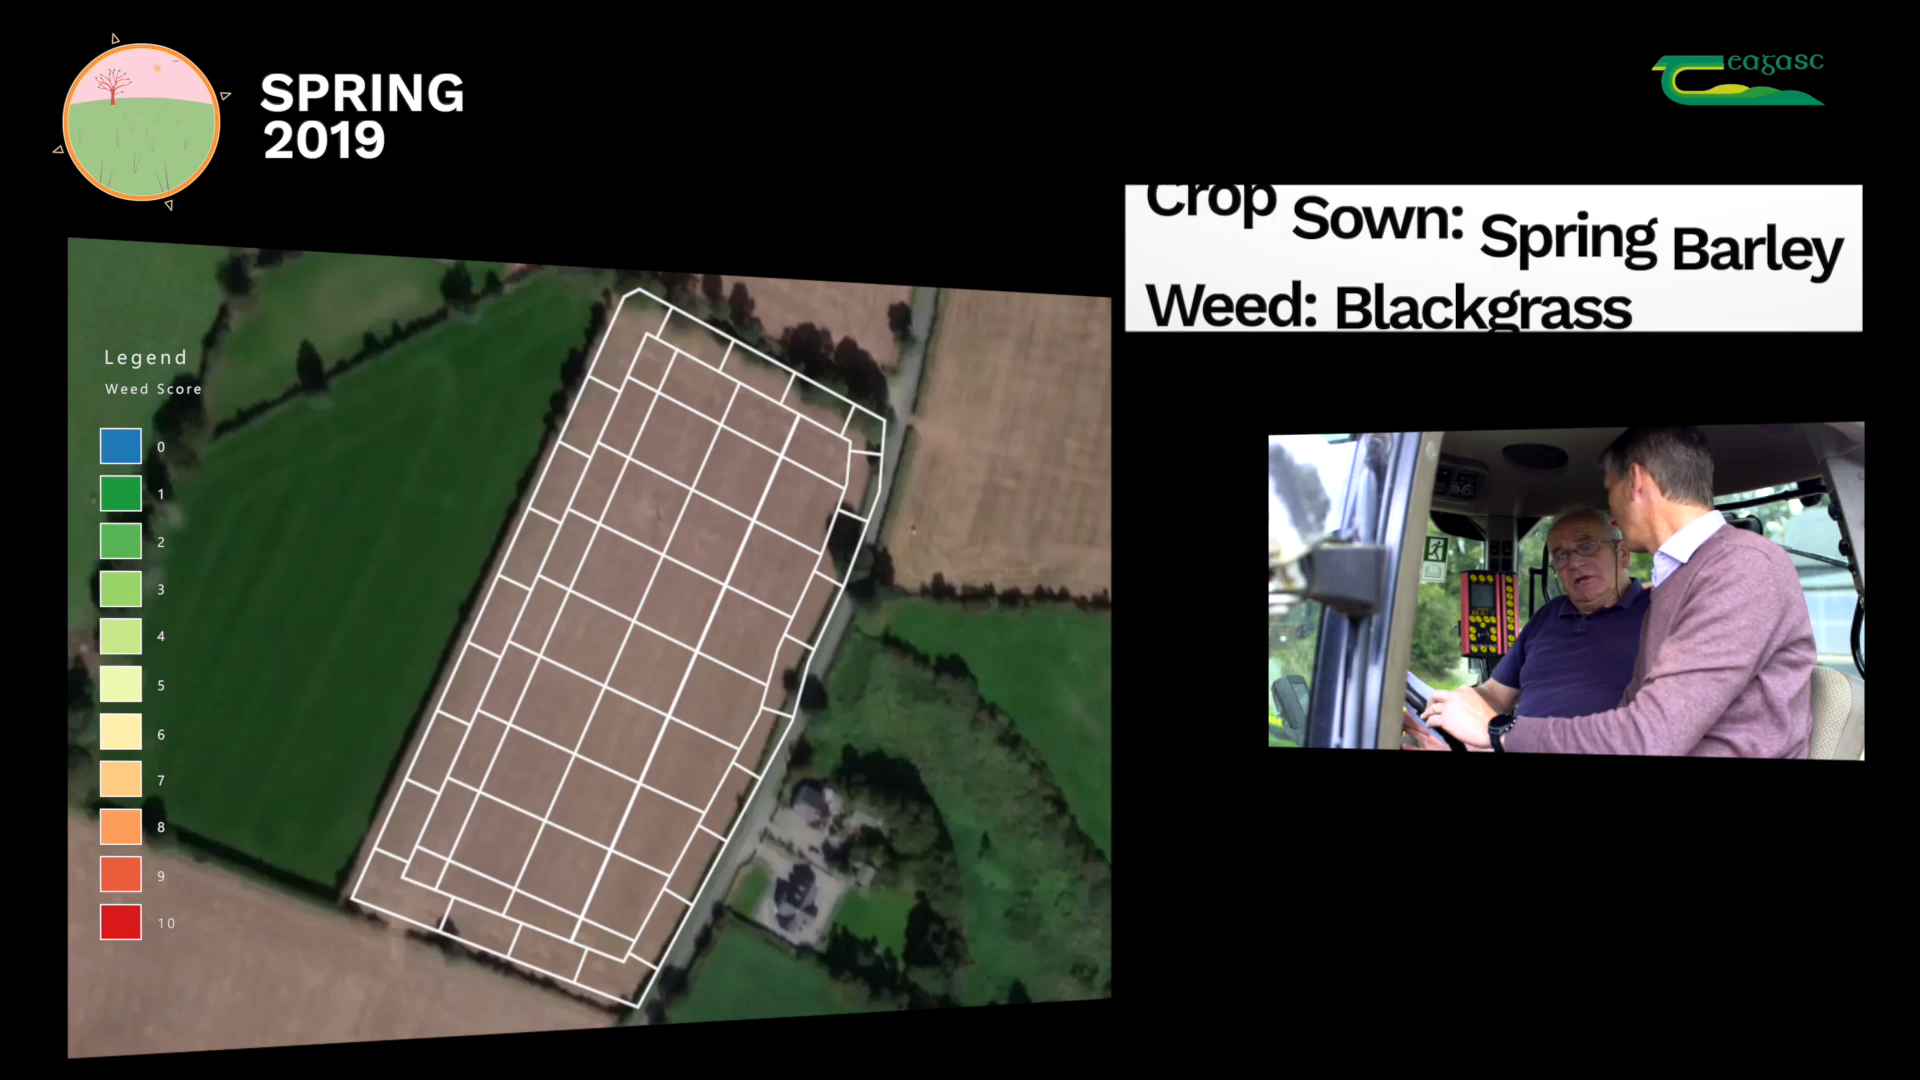 SPRING
2019
eagasc
Crop Sown: Spring Barley
Weed: Blackgrass
Legend
Weed Score
0
1
2
3
4
5
6
7
8
9
10